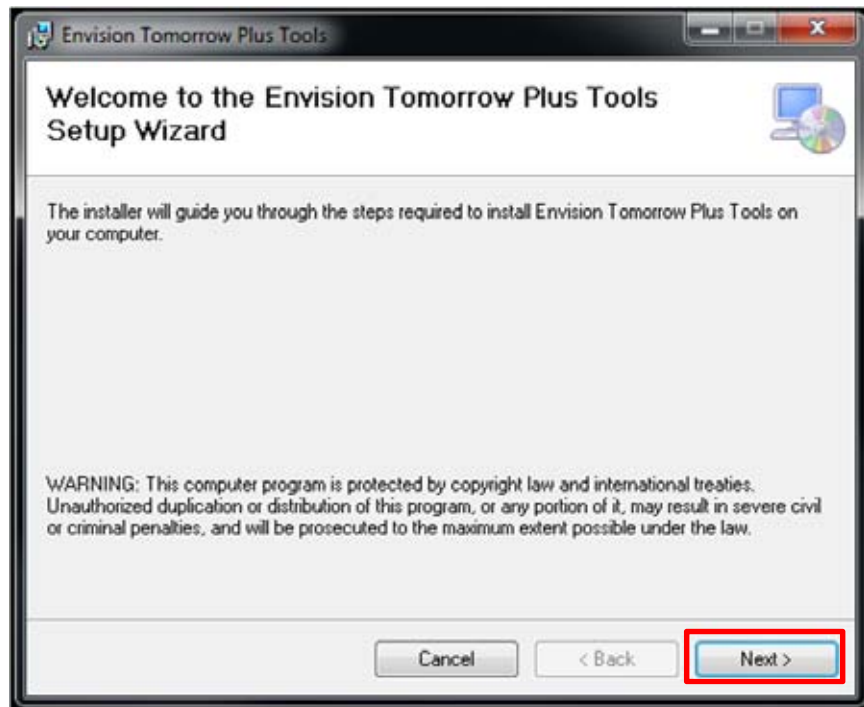 Envision Tomorrow Plus Tools
Welcome to the Envision Tomorrow Plus Tools
Setup Wizard
The installer will guide you through the steps required to install Envision Tomorrow Plus Tools on
your computer.
WARNING: This computer program is protected by copyright law and international treaties.
Unauthorized duplication or distribution of this program, or any portion of it, may result in severe civil
or criminal penalties, and will be prosecuted to the maximum extent possible under the law.
Cancel < Back Next >